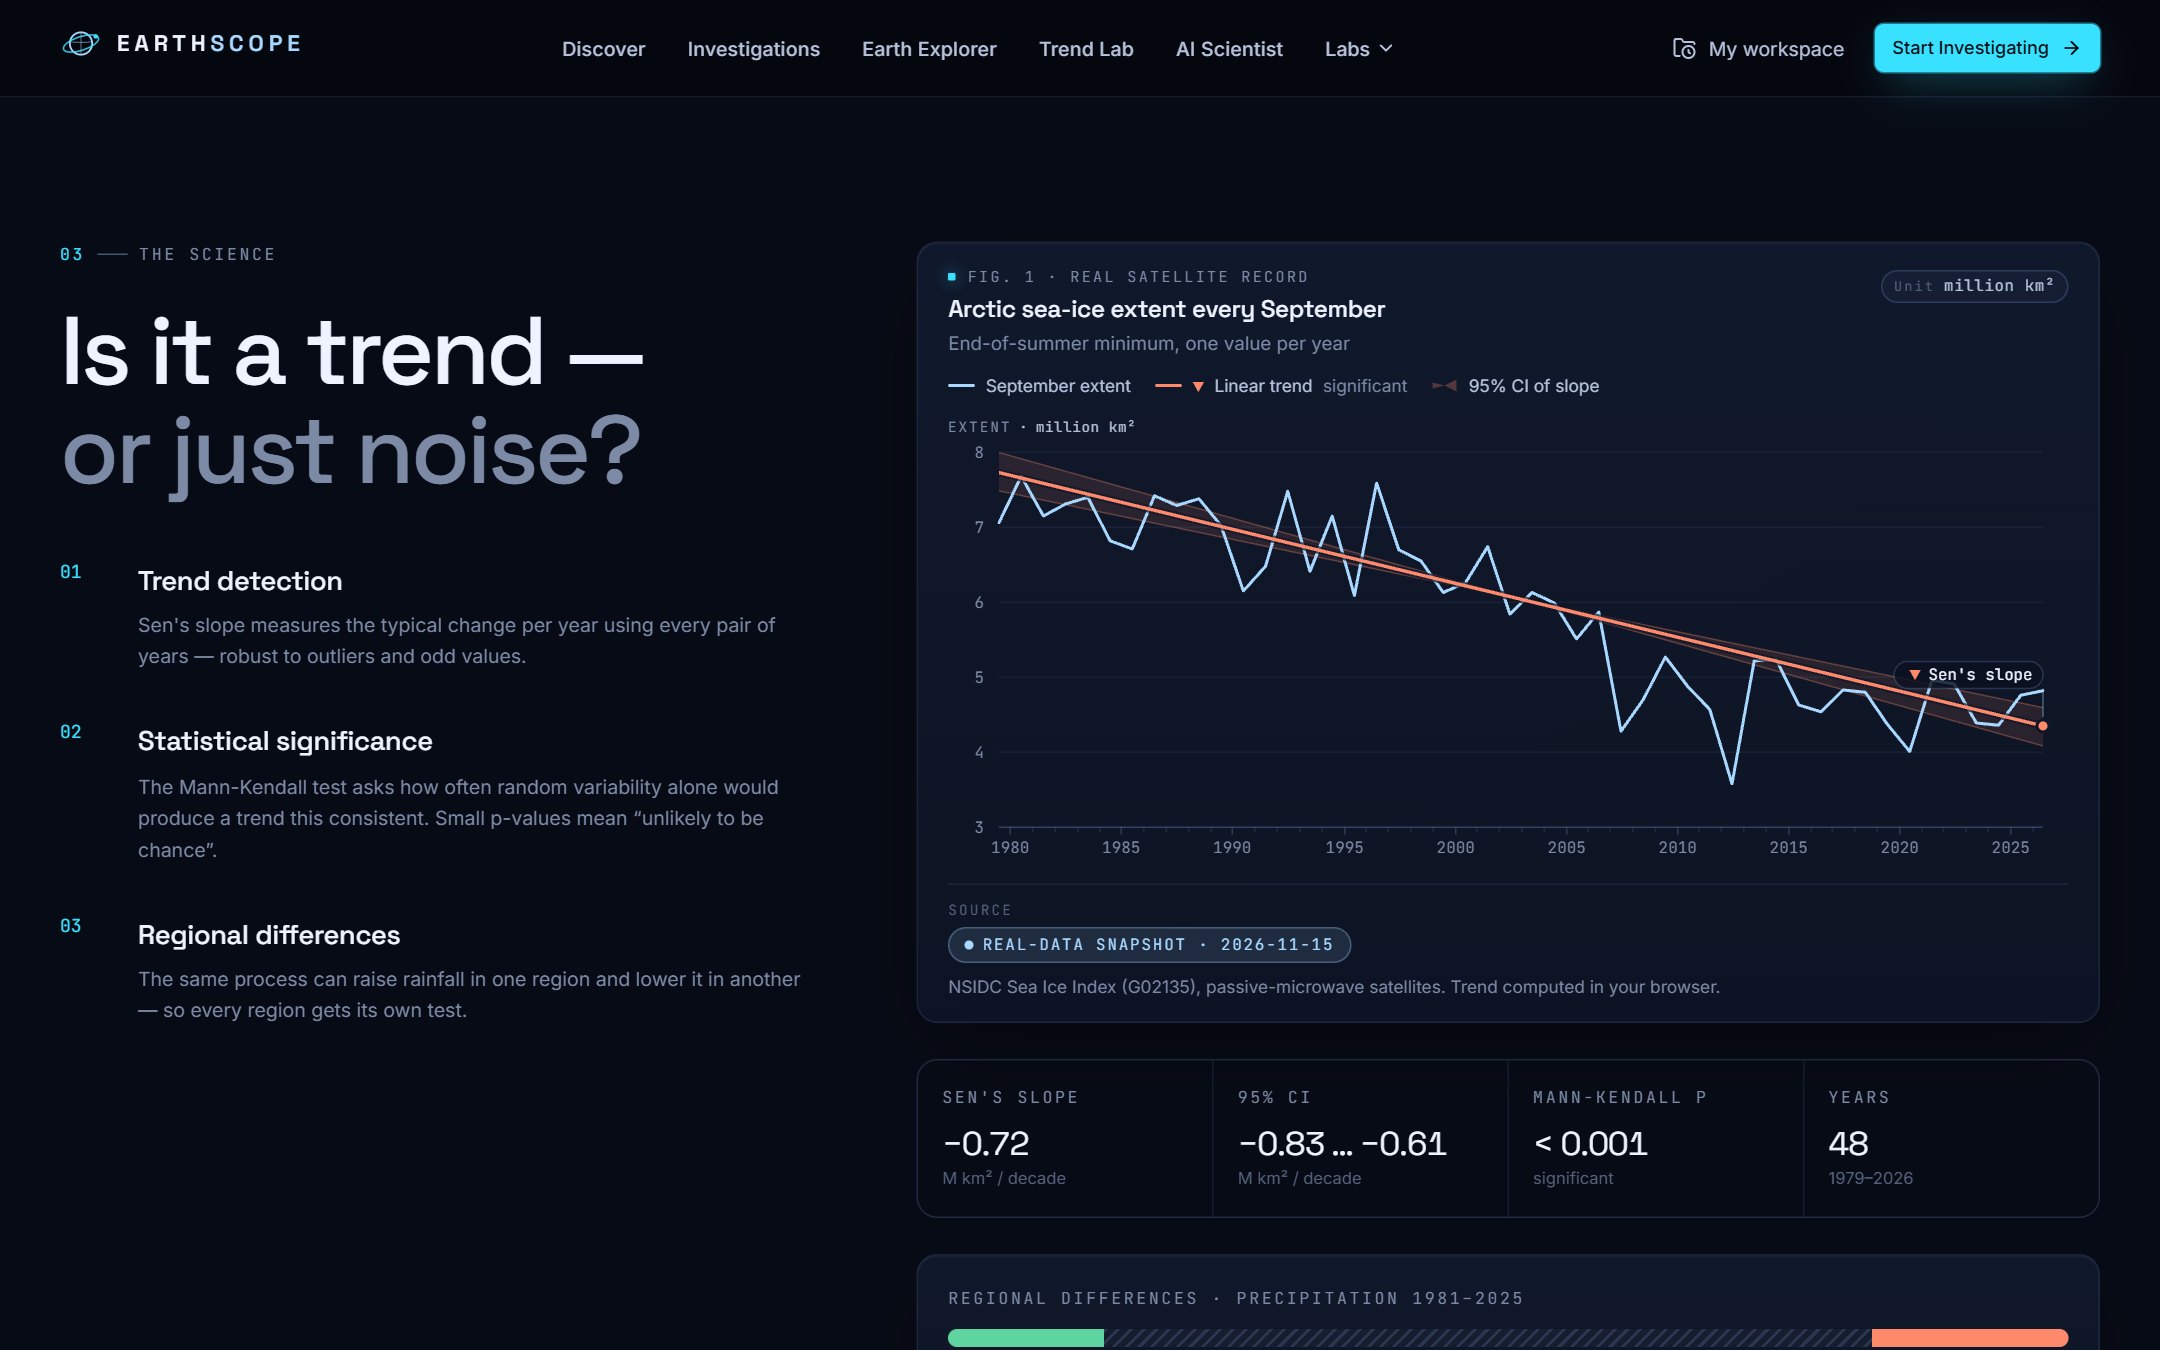 EARTHSCOPE
Discover
Investigations
Earth Explorer
Trend Lab
AI Scientist
Labs
My workspace
Start Investigating →
03 — THE SCIENCE
Is it a trend —
or just noise?
01
Trend detection
Sen's slope measures the typical change per year using every pair of
years — robust to outliers and odd values.
02
Statistical significance
The Mann-Kendall test asks how often random variability alone would
produce a trend this consistent. Small p-values mean “unlikely to be
chance”.
03
Regional differences
The same process can raise rainfall in one region and lower it in another
— so every region gets its own test.
FIG. 1 · REAL SATELLITE RECORD
Unit million km²
Arctic sea-ice extent every September
End-of-summer minimum, one value per year
September extent
Linear trend significant
95% CI of slope
EXTENT · million km²
8
7
6
5
4
3
Sen's slope
1980 1985 1990 1995 2000 2005 2010 2015 2020 2025
SOURCE
REAL-DATA SNAPSHOT · 2026-11-15
NSIDC Sea Ice Index (G02135), passive-microwave satellites. Trend computed in your browser.
SEN'S SLOPE
−0.72
M km² / decade
95% CI
−0.83 … −0.61
M km² / decade
MANN-KENDALL P
< 0.001
significant
YEARS
48
1979–2026
REGIONAL DIFFERENCES · PRECIPITATION 1981–2025